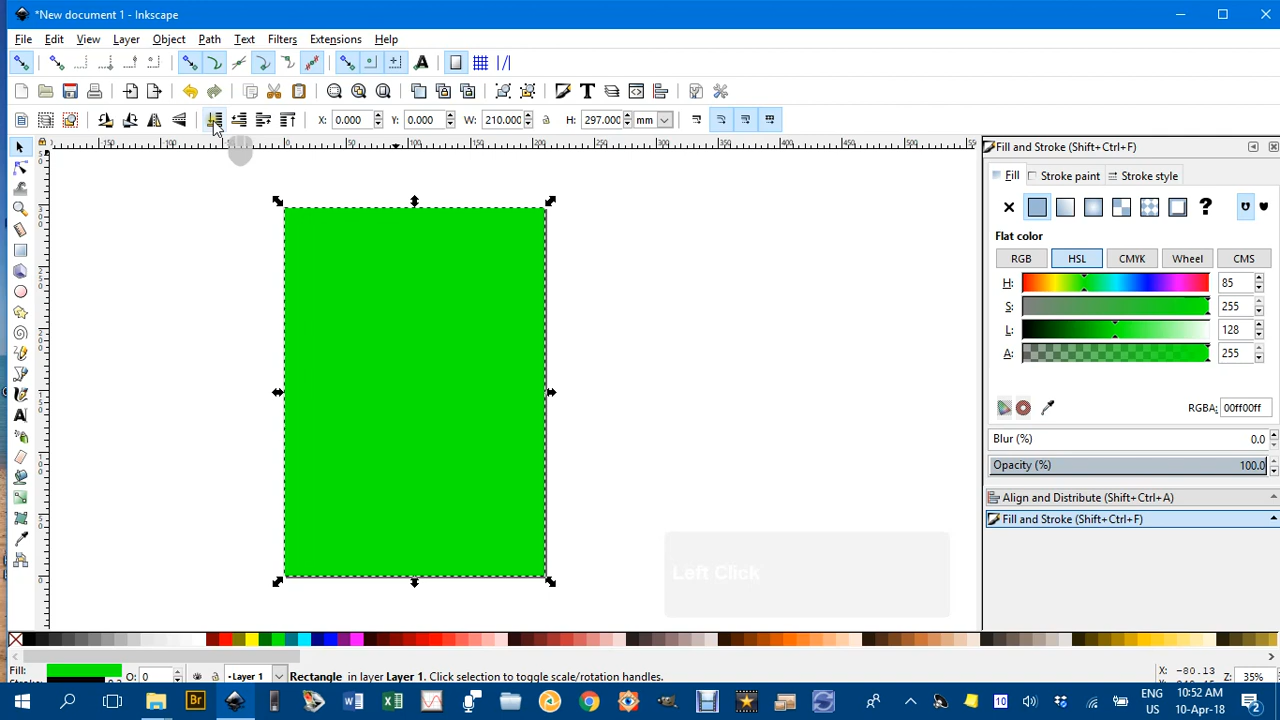 *New document 1 - Inkscape
File Edit View Layer Object Path Text Filters Extensions Help
X: 0.000 Y: 0.000 W: 210.000 H: 297.000 mm
Fill and Stroke (Shift+Ctrl+F)
Fill Stroke paint Stroke style
Flat color
RGB HSL CMYK Wheel CMS
H: 85
S: 255
L: 128
A: 255
RGBA: 00ff00ff
Blur (%) 0.0
Opacity (%) 100.0
Align and Distribute (Shift+Ctrl+A)
Fill and Stroke (Shift+Ctrl+F)
Left Click
Fill: O: 0 Layer 1 Rectangle in layer Layer 1. Click selection to toggle scale/rotation handles. X: -80.13 35%
ENG 10:52 AM
US 10-Apr-18